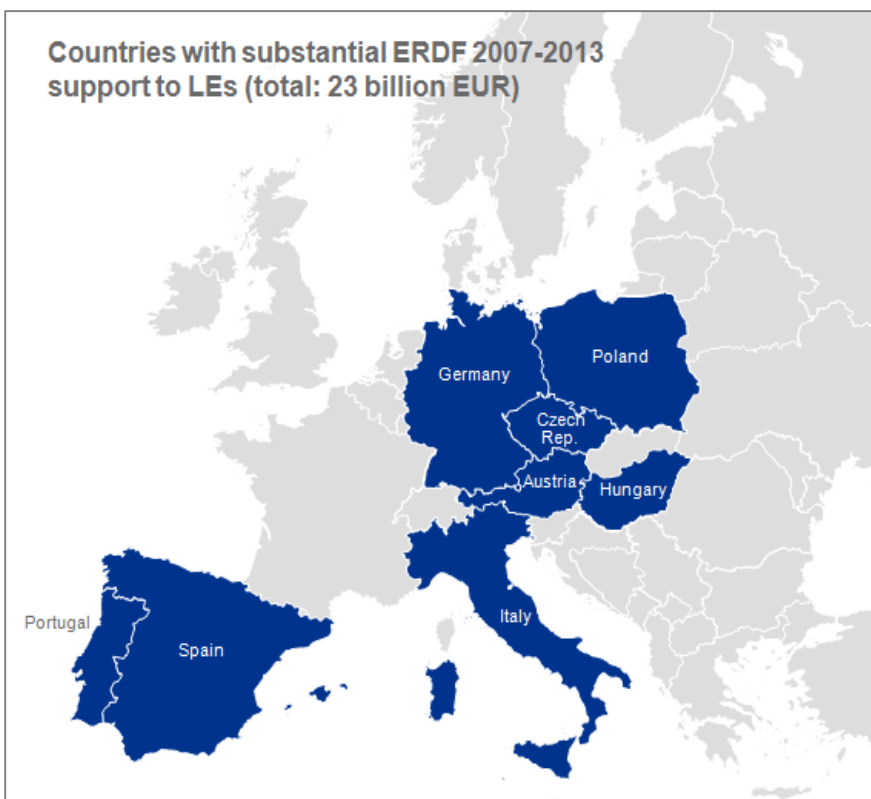 Countries with substantial ERDF 2007-2013
support to LEs (total: 23 billion EUR)
Poland
Germany
Czech
Rep.
Austria
Hungary
Italy
Portugal
Spain